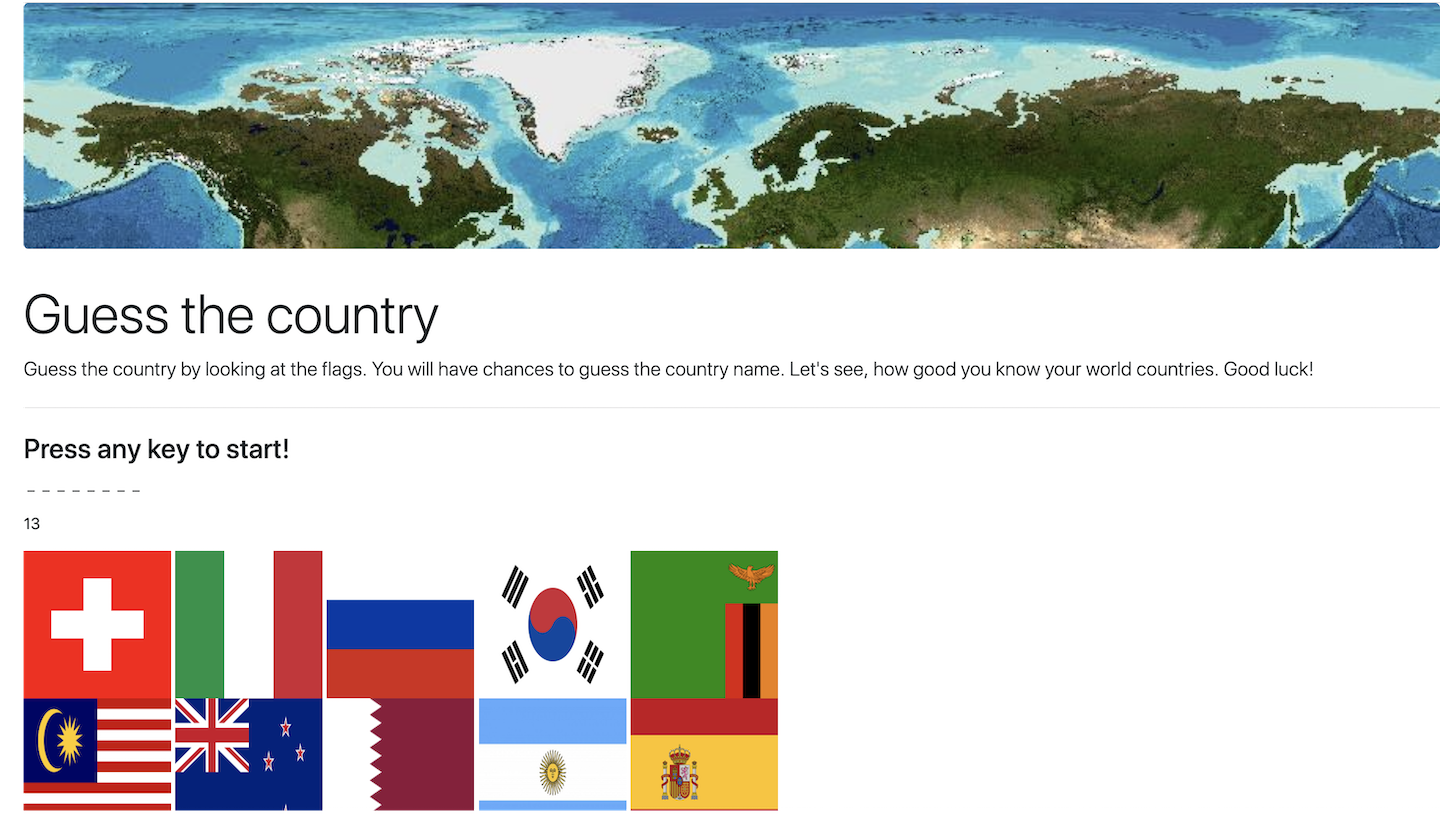 Guess the country
Guess the country by looking at the flags. You will have chances to guess the country name. Let's see, how good you know your world countries. Good luck!
Press any key to start!
_ _ _ _ _ _ _ _
13